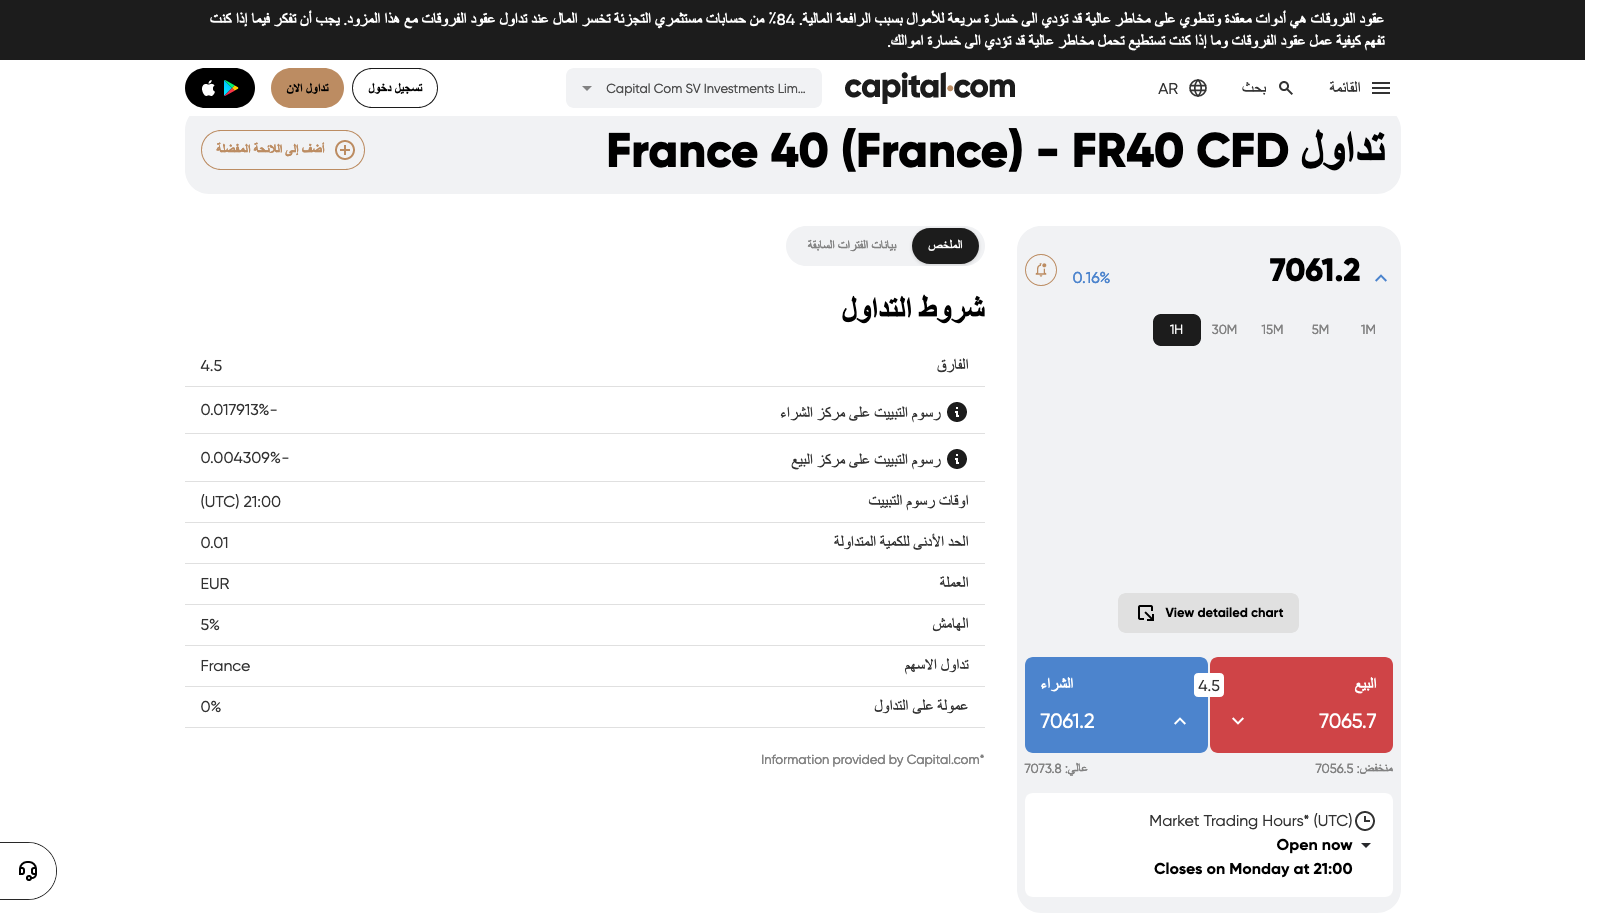 عقود الفروقات هي أدوات معقدة وتنطوي على مخاطر عالية قد تؤدي الى خسارة سريعة للأموال بسبب الرافعة المالية. 84٪ من حسابات مستثمري التجزئة تخسر المال عند تداول عقود الفروقات مع هذا المزود. يجب أن تفكر فيما إذا كنت
تفهم كيفية عمل عقود الفروقات وما إذا كنت تستطيع تحمل مخاطر عالية قد تؤدي الى خسارة اموالك.
القائمة
بحث
AR
capital.com
Capital Com SV Investments Lim...
تسجيل دخول
تداول الان
تداول France 40 (France) - FR40 CFD
أضف إلى اللائحة المفضلة
7061.2
0.16%
1M
5M
15M
30M
1H
View detailed chart
البيع
7065.7
4.5
الشراء
7061.2
منخفض: 7056.5
عالي: 7073.8
Market Trading Hours* (UTC)
Open now
Closes on Monday at 21:00
الملخص
بيانات الفترات السابقة
شروط التداول
الفارق 4.5
رسوم التبييت على مركز الشراء 0.017913%-
رسوم التبييت على مركز البيع 0.004309%-
اوقات رسوم التبييت 21:00 (UTC)
الحد الأدنى للكمية المتداولة 0.01
العملة EUR
الهامش 5%
تداول الاسهم France
عمولة على التداول 0%
Information provided by Capital.com*